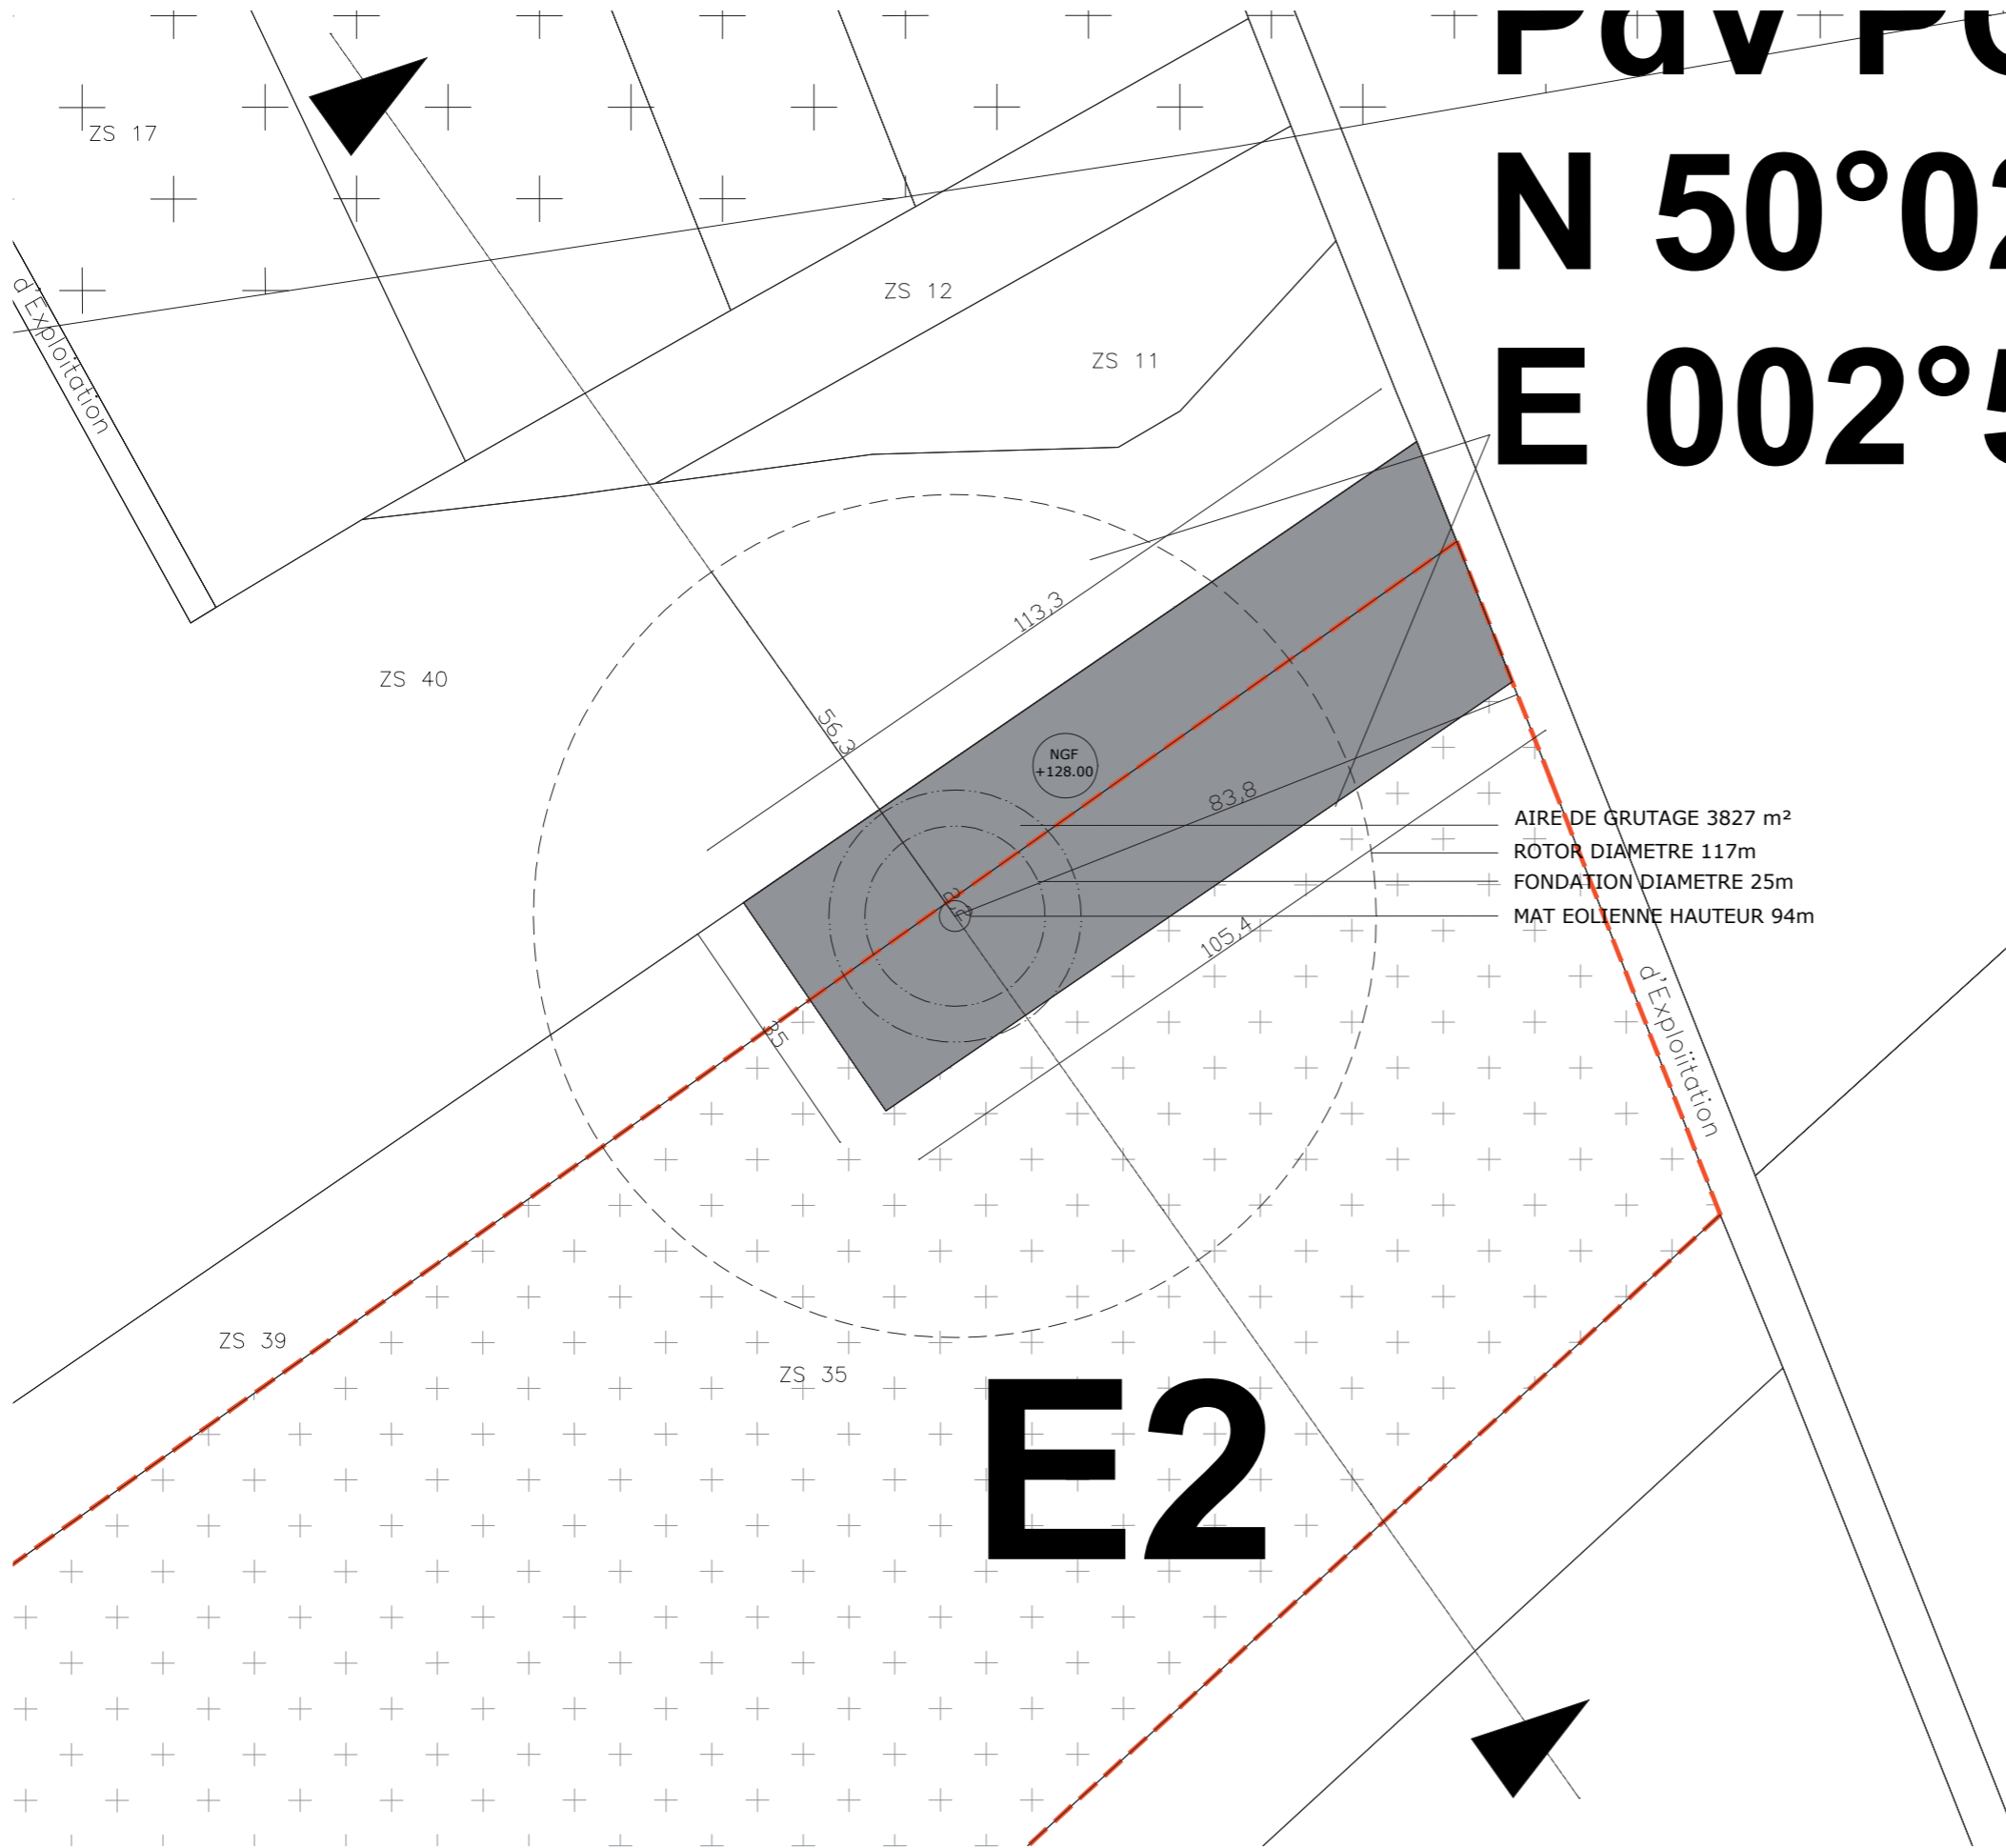 N 50°02
E 002°5
ZS 17
d'Exploitation
ZS 12
ZS 11
113,3
ZS 40
56,3
NGF
+128.00
83,8
AIRE DE GRUTAGE 3827 m²
ROTOR DIAMETRE 117m
FONDATION DIAMETRE 25m
MAT EOLIENNE HAUTEUR 94m
105,4
35
d'Exploiitation
ZS 39
ZS 35
E2